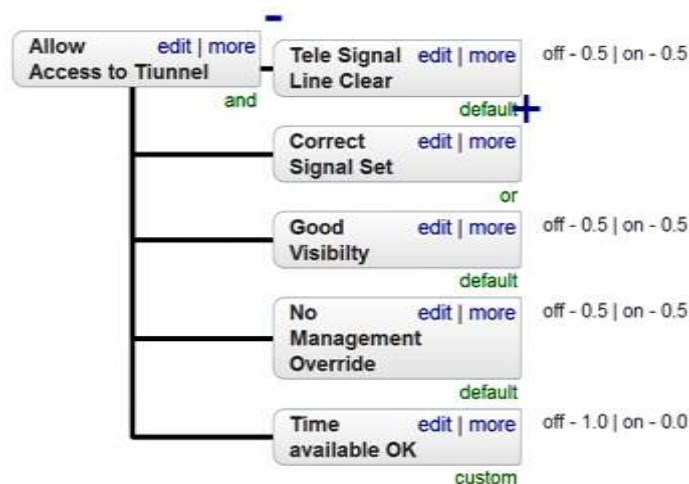 Allow edit | more
Access to Tiunnel
and
Tele Signal edit | more off - 0.5 | on - 0.5
Line Clear
default
Correct edit | more
Signal Set
or
Good edit | more off - 0.5 | on - 0.5
Visibilty
default
No edit | more off - 0.5 | on - 0.5
Management
Override
default
Time edit | more off - 1.0 | on - 0.0
available OK
custom